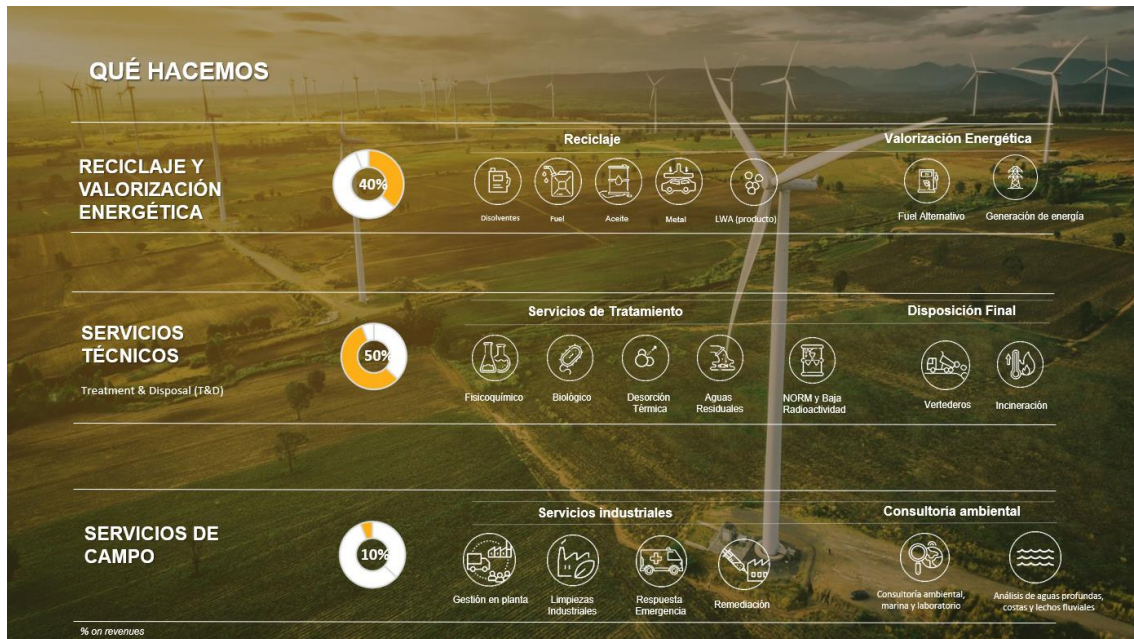 QUÉ HACEMOS
RECICLAJE Y
VALORIZACIÓN
ENERGÉTICA
40%
Reciclaje
Disolventes
Fuel
Aceite
Metal
LWA (producto)
Valorización Energética
Fuel Alternativo
Generación de energía
SERVICIOS
TÉCNICOS
Treatment & Disposal (T&D)
50%
Servicios de Tratamiento
Fisicoquímico
Biológico
Desorción
Térmica
Aguas
Residuales
NORM y Baja
Radioactividad
Disposición Final
Vertederos
Incineración
SERVICIOS DE
CAMPO
10%
Servicios industriales
Gestión en planta
Limpiezas
Industriales
Respuesta
Emergencia
Remediación
Consultoría ambiental
Consultoría ambiental,
marina y laboratorio
Análisis de aguas profundas,
costas y lechos fluviales
% on revenues